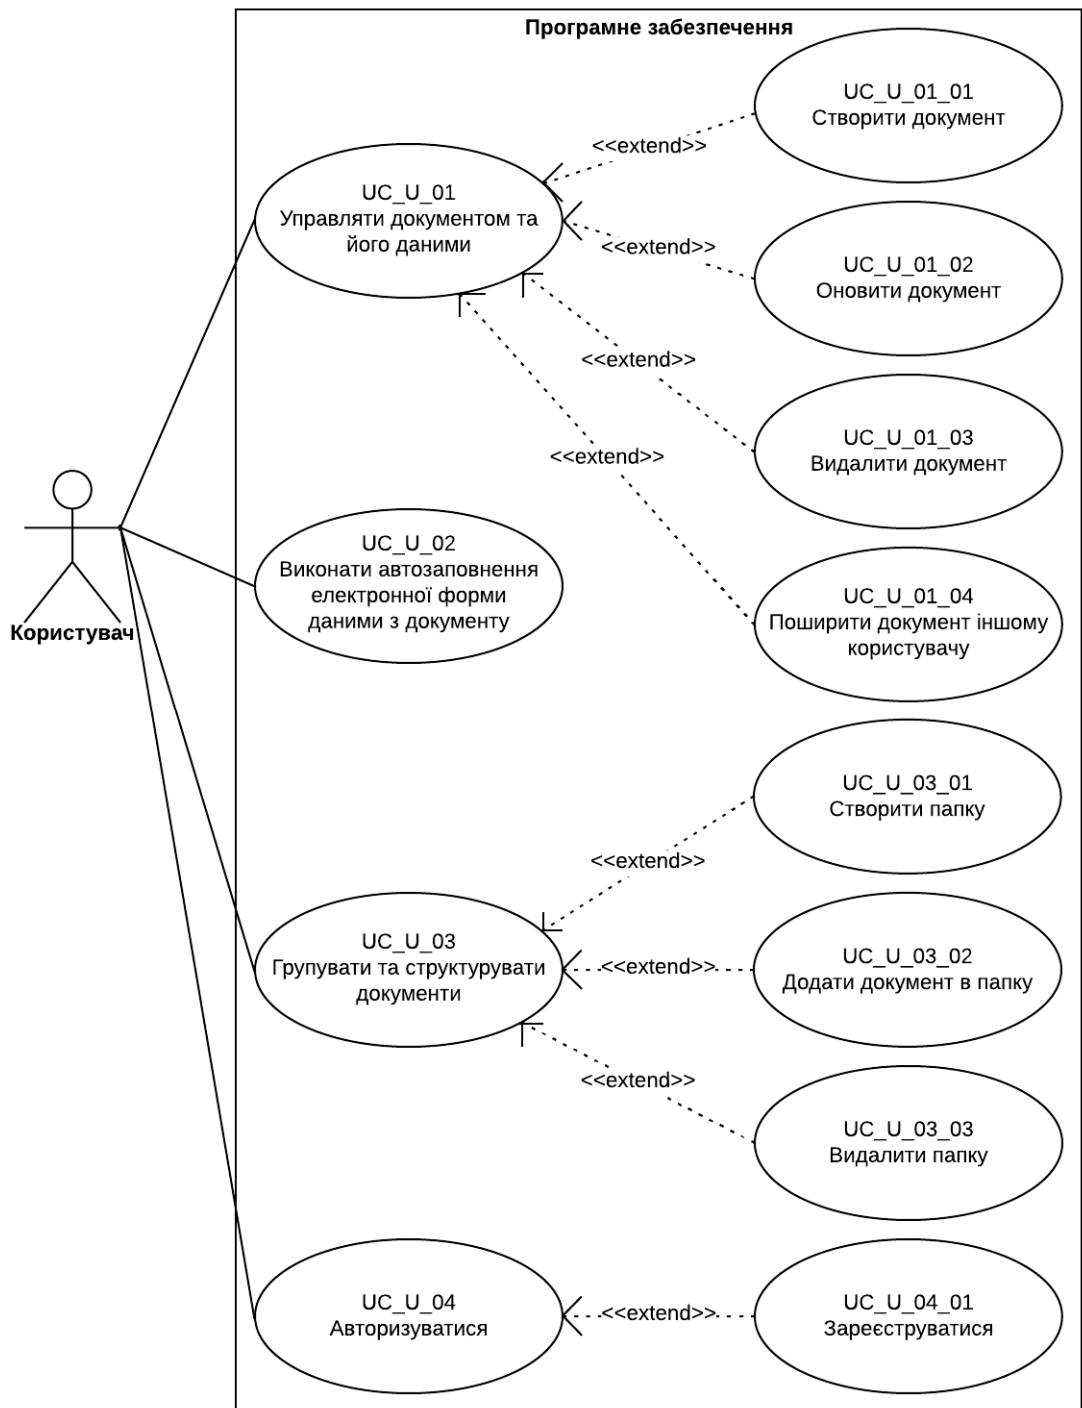 Програмне забезпечення
UC_U_01_01
Створити документ
<<extend>>
UC_U_01
Управляти документом та
його даними
<<extend>>
UC_U_01_02
Оновити документ
<<extend>>
UC_U_01_03
Видалити документ
<<extend>>
UC_U_02
Виконати автозаповнення
електронної форми
даними з документу
UC_U_01_04
Поширити документ іншому
користувачу
Користувач
UC_U_03_01
Створити папку
<<extend>>
UC_U_03
Групувати та структурувати
документи
<<extend>>
UC_U_03_02
Додати документ в папку
<<extend>>
UC_U_03_03
Видалити папку
UC_U_04
Авторизуватися
<<extend>>
UC_U_04_01
Зареєструватися